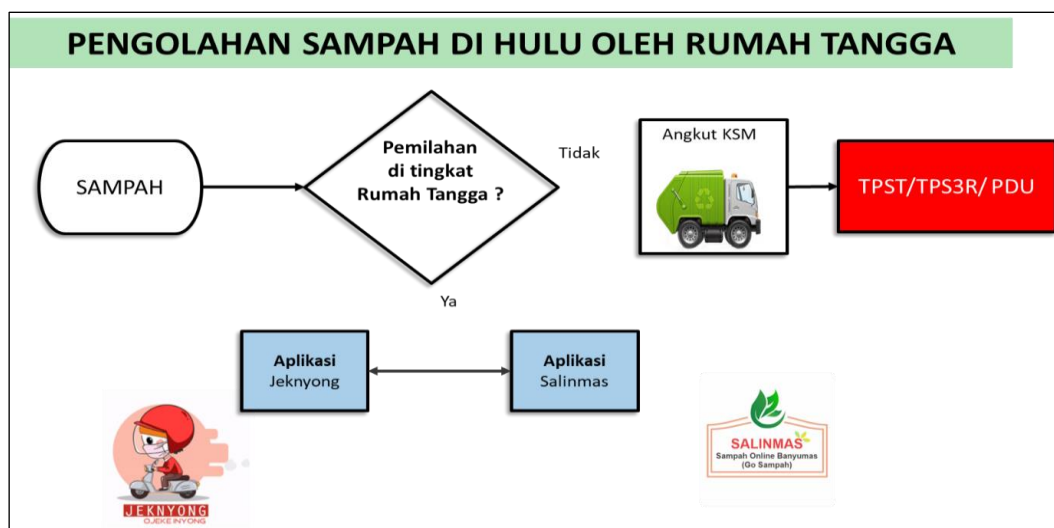 PENGOLAHAN SAMPAH DI HULU OLEH RUMAH TANGGA
SAMPAH
Pemilahan
di tingkat
Rumah Tangga ?
Tidak
Angkut KSM
TPST/TPS3R/ PDU
Ya
Aplikasi
Jeknyong
Aplikasi
Salinmas
JEKNYONG
OJEKE INYONG
SALINMAS
Sampah Online Banyumas
(Go Sampah)